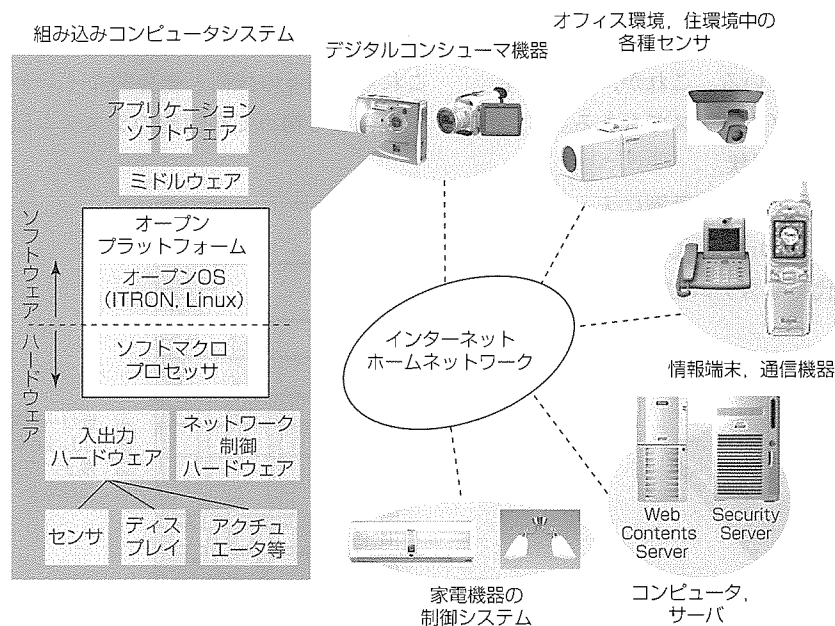 組み込みコンピュータシステム
アプリケーション
ソフトウェア
ミドルウェア
オープン
プラットフォーム
オープンOS
(ITRON, Linux)
ソフトウェア
ハードウェア
ソフトマクロ
プロセッサ
入出力
ハードウェア
ネットワーク
制御
ハードウェア
センサ
ディス
プレイ
アクチュ
エータ等
デジタルコンシューマ機器
オフィス環境，住環境中の
各種センサ
インターネット
ホームネットワーク
情報端末，通信機器
Web
Contents
Server
Security
Server
コンピュータ，
サーバ
家電機器の
制御システム